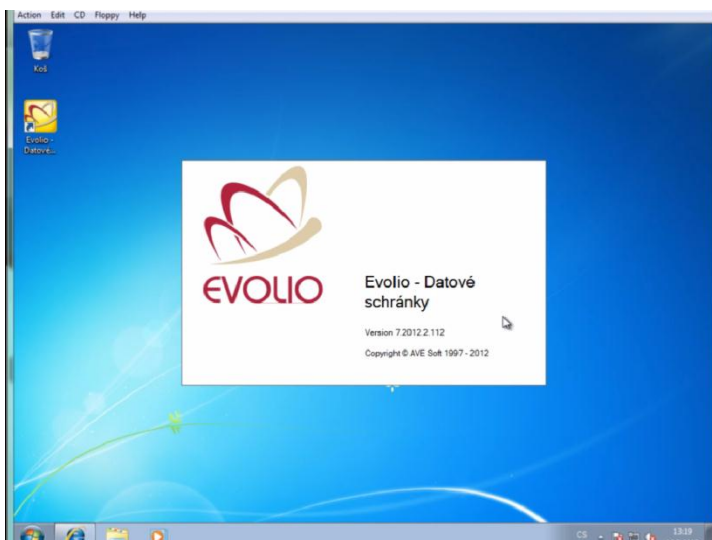 Action Edit CD Floppy Help
Koš
Evolio -
Datové...
EVOLIO
Evolio - Datové
schránky
Version 7.2012.2.112
Copyright © AVE Soft 1997 - 2012
CS
13:19